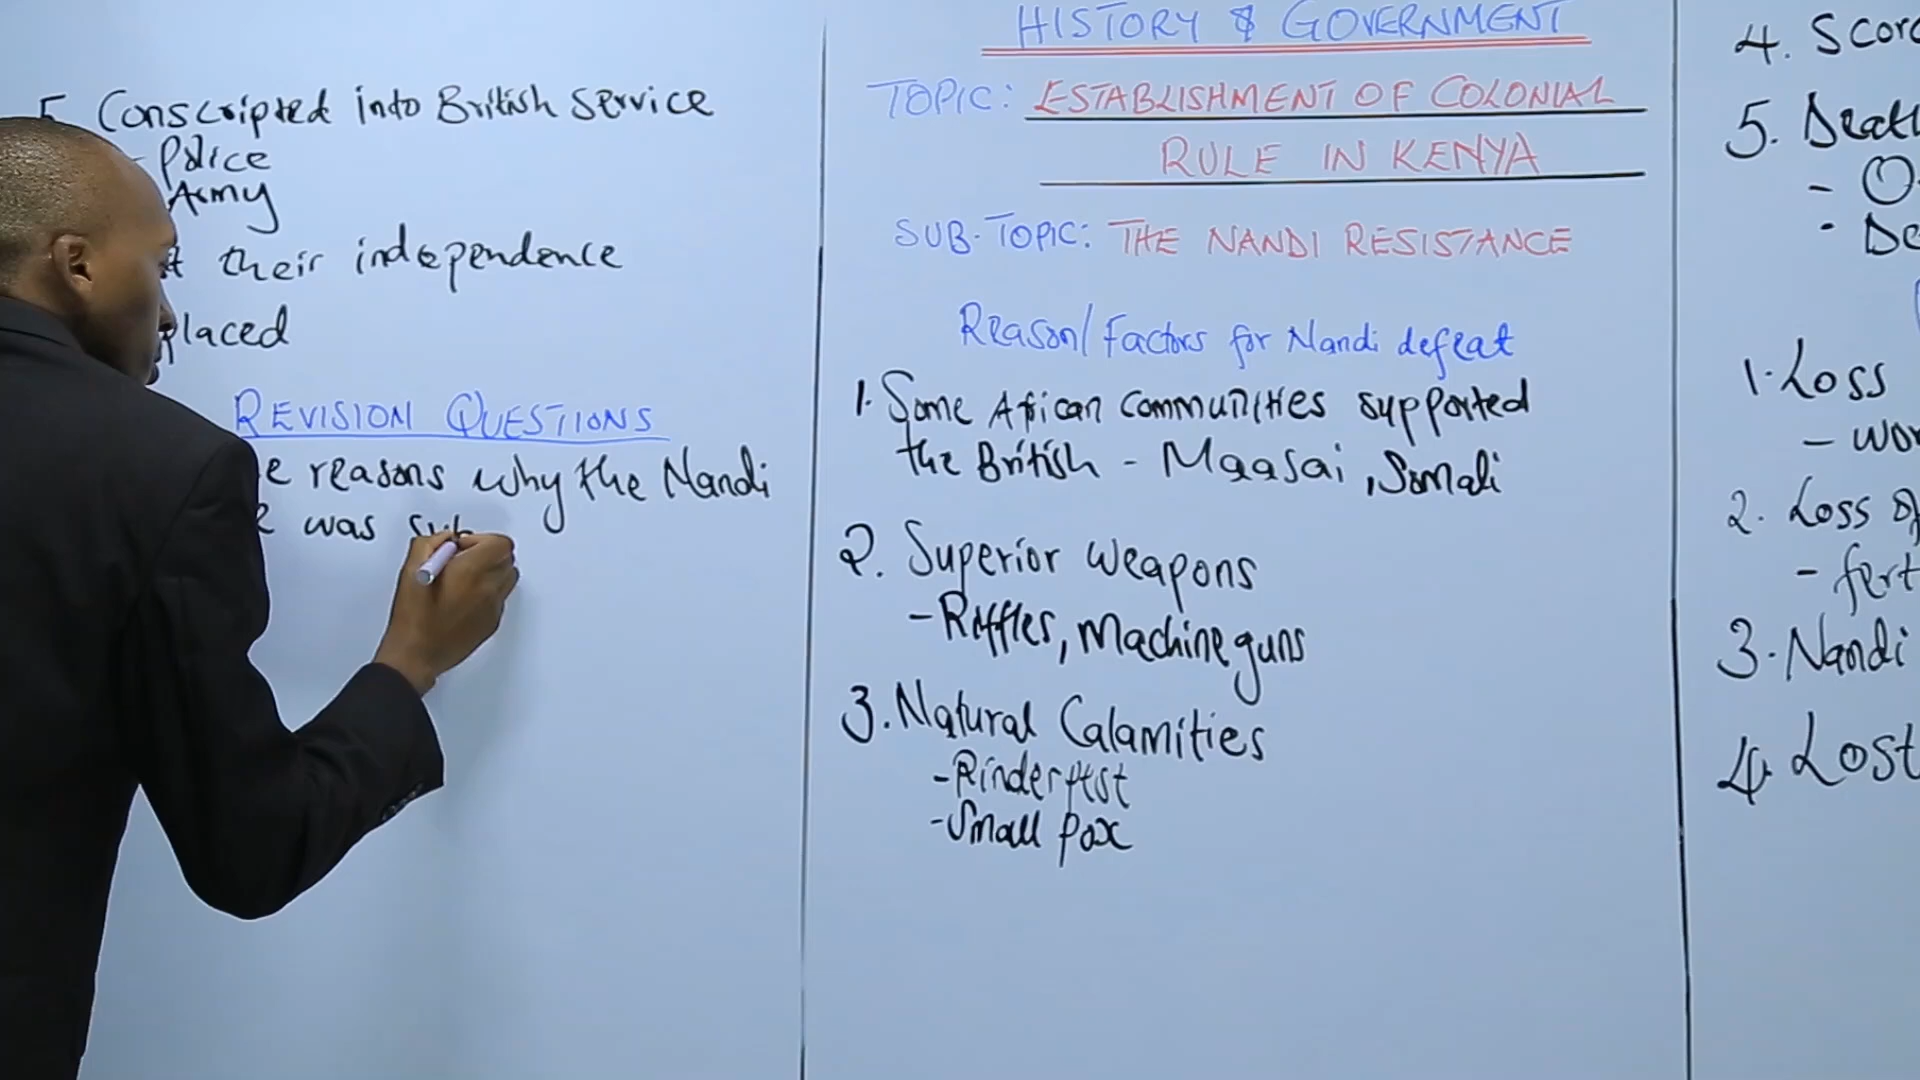 5 Conscripted into British Service
- Police
Army
their independence
placed
REVISION QUESTIONS
reasons why the Nandi
was sub
HISTORY & GOVERNMENT
TOPIC: ESTABLISHMENT OF COLONIAL
RULE IN KENYA
SUB-TOPIC: THE NANDI RESISTANCE
Reason/Factors for Nandi defeat
1. Some African Communities supported
the British - Maasai, Somali
2. Superior Weapons
- Riffles, Machine guns
3. Natural Calamities
- Rinderpest
- Small pox
4. Scorc
5. Death
-
- De
1. Loss
-
2. Loss of
- fert
3. Nandi
4. Lost